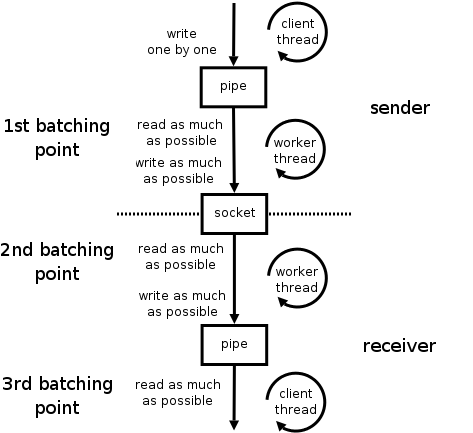 write
one by one
client
thread
pipe
sender
1st batching
point
read as much
as possible
write as much
as possible
worker
thread
socket
2nd batching
point
read as much
as possible
write as much
as possible
worker
thread
pipe
receiver
3rd batching
point
read as much
as possible
client
thread